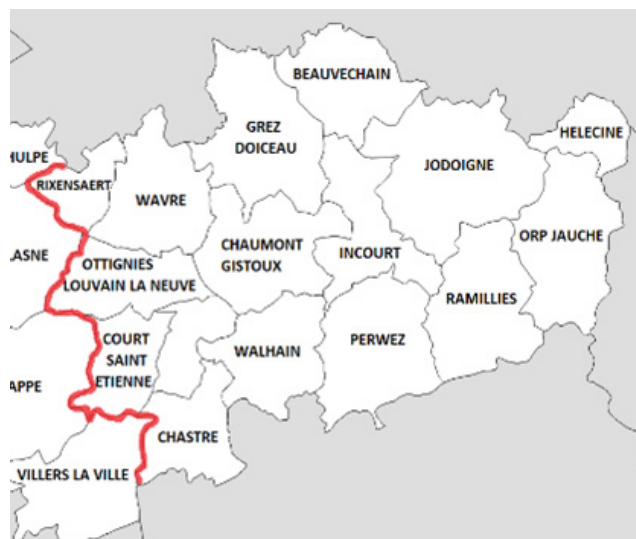 BEAUVECHAIN
GREZ
DOICEAU
HELECINE
HULPE
JODOIGNE
RIXENSAERT
WAVRE
ORP JAUCHE
CHAUMONT
GISTOUX
INCOURT
ASNE
OTTIGNIES
LOUVAIN LA NEUVE
RAMILLIES
COURT
SAINT
ETIENNE
WALHAIN
PERWEZ
APPE
CHASTRE
VILLERS LA VILLE